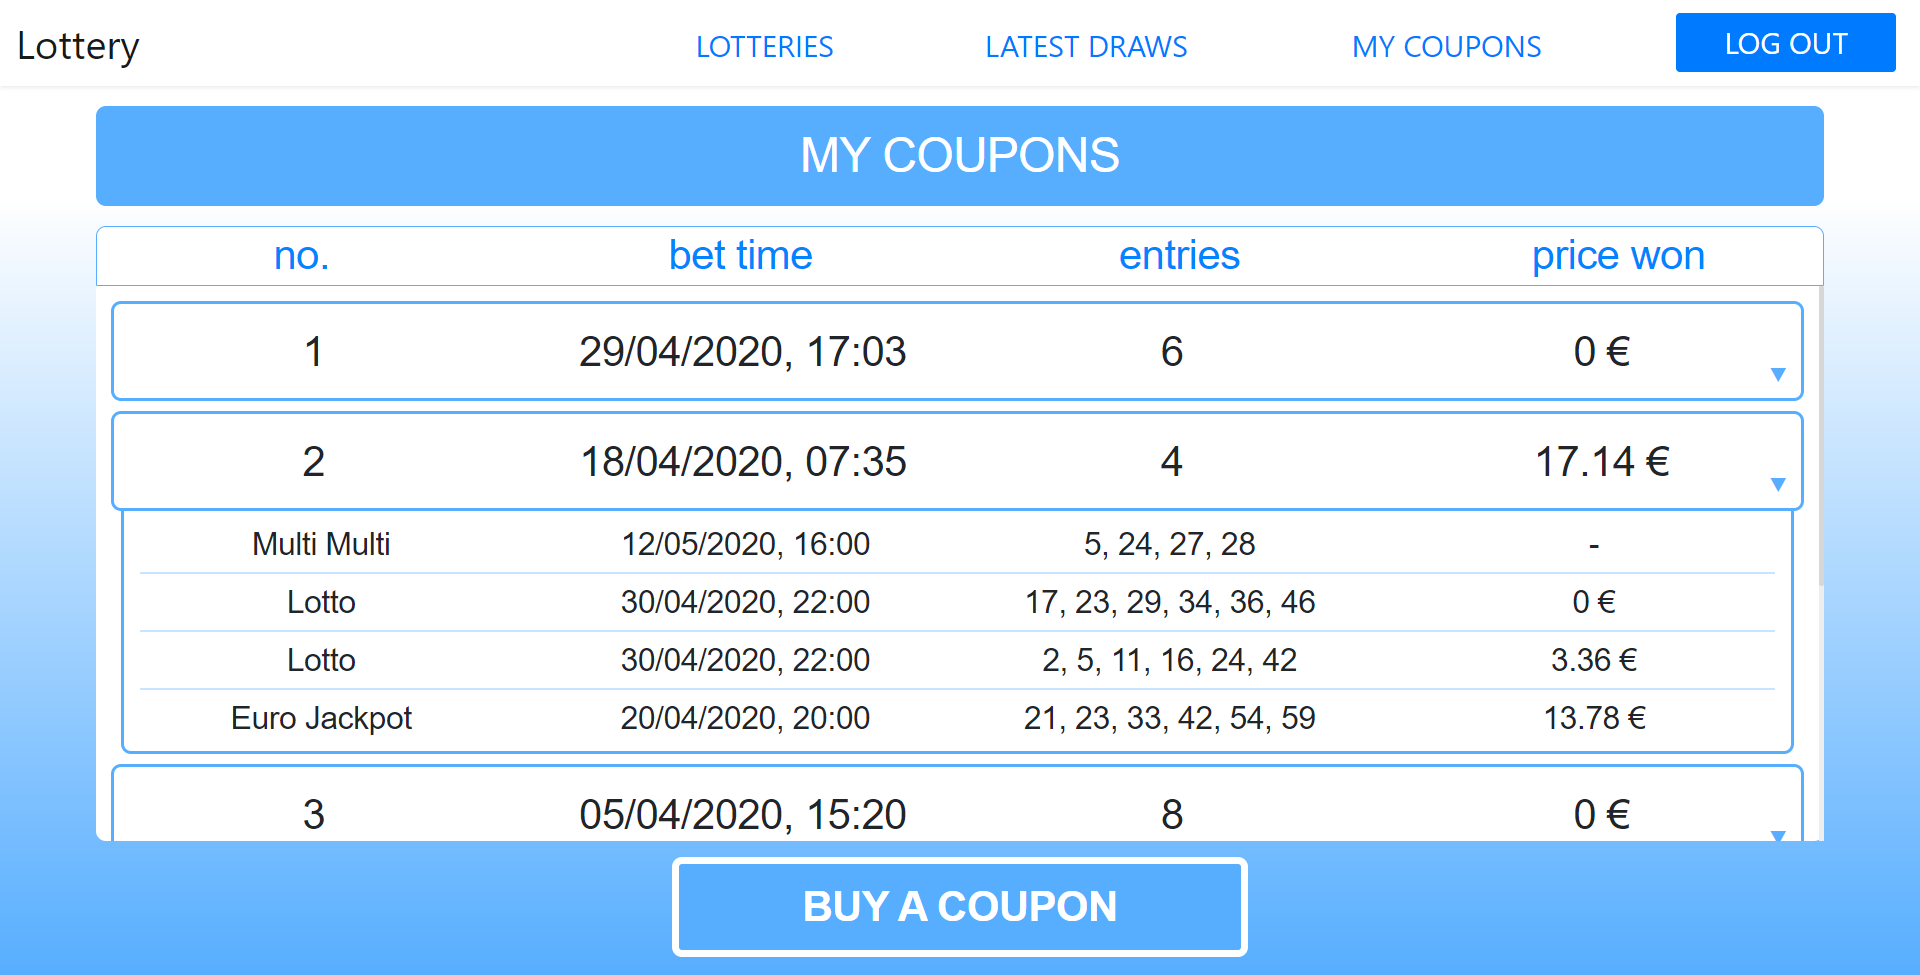 Lottery LOTTERIES LATEST DRAWS MY COUPONS LOG OUT
MY COUPONS
no. bet time entries price won
1 29/04/2020, 17:03 6 0 €
▼
2 18/04/2020, 07:35 4 17.14 €
▼
Multi Multi 12/05/2020, 16:00 5, 24, 27, 28 -
Lotto 30/04/2020, 22:00 17, 23, 29, 34, 36, 46 0 €
Lotto 30/04/2020, 22:00 2, 5, 11, 16, 24, 42 3.36 €
Euro Jackpot 20/04/2020, 20:00 21, 23, 33, 42, 54, 59 13.78 €
3 05/04/2020, 15:20 8 0 €
▼
BUY A COUPON